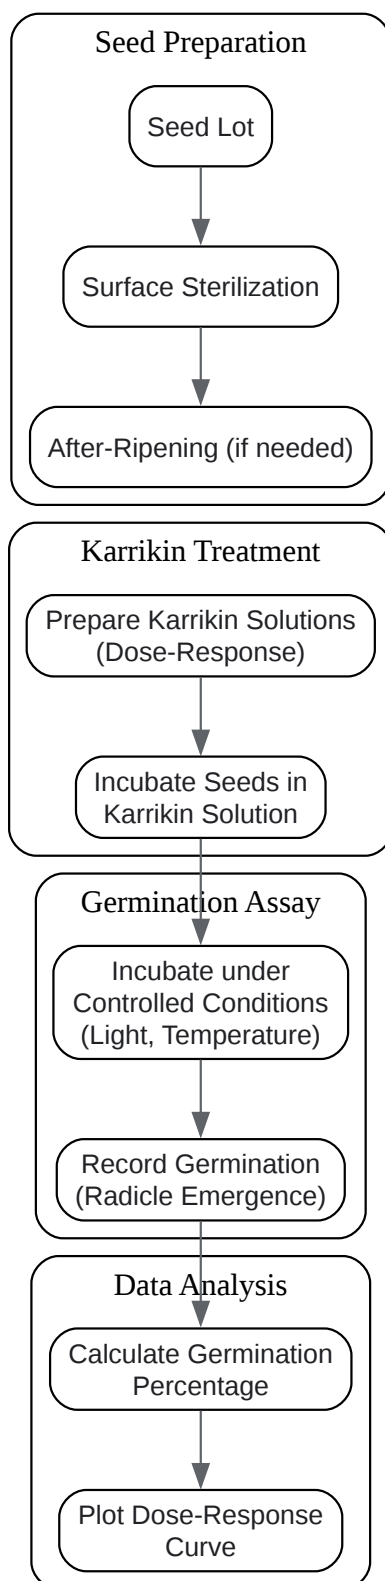 Seed Preparation
Seed Lot
Surface Sterilization
After-Ripening (if needed)
Karrikin Treatment
Prepare Karrikin Solutions
(Dose-Response)
Incubate Seeds in
Karrikin Solution
Germination Assay
Incubate under
Controlled Conditions
(Light, Temperature)
Record Germination
(Radicle Emergence)
Data Analysis
Calculate Germination
Percentage
Plot Dose-Response
Curve